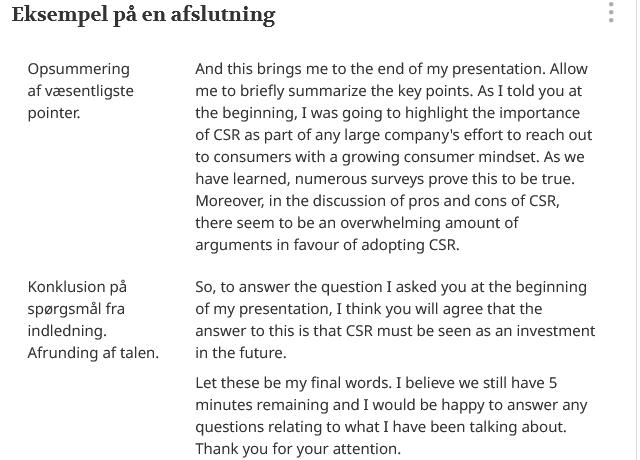 Eksempel på en afslutning
Opsummering
af væsentligste
pointer.
And this brings me to the end of my presentation. Allow
me to briefly summarize the key points. As I told you at
the beginning, I was going to highlight the importance
of CSR as part of any large company's effort to reach out
to consumers with a growing consumer mindset. As we
have learned, numerous surveys prove this to be true.
Moreover, in the discussion of pros and cons of CSR,
there seem to be an overwhelming amount of
arguments in favour of adopting CSR.
Konklusion på
spørgsmål fra
indledning.
Afrunding af talen.
So, to answer the question I asked you at the beginning
of my presentation, I think you will agree that the
answer to this is that CSR must be seen as an investment
in the future.
Let these be my final words. I believe we still have 5
minutes remaining and I would be happy to answer any
questions relating to what I have been talking about.
Thank you for your attention.